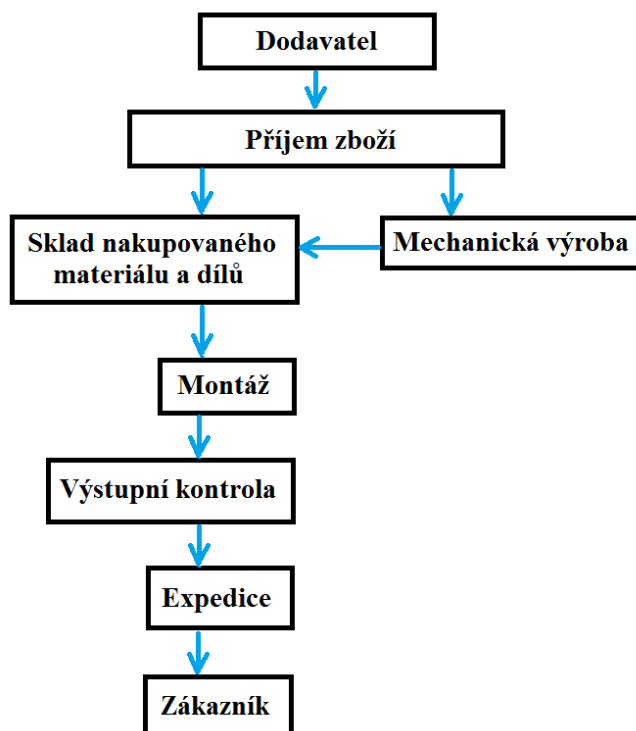 Dodavatel
Příjem zboží
Sklad nakupovaného
materiálu a dílů
Mechanická výroba
Montáž
Výstupní kontrola
Expedice
Zákazník